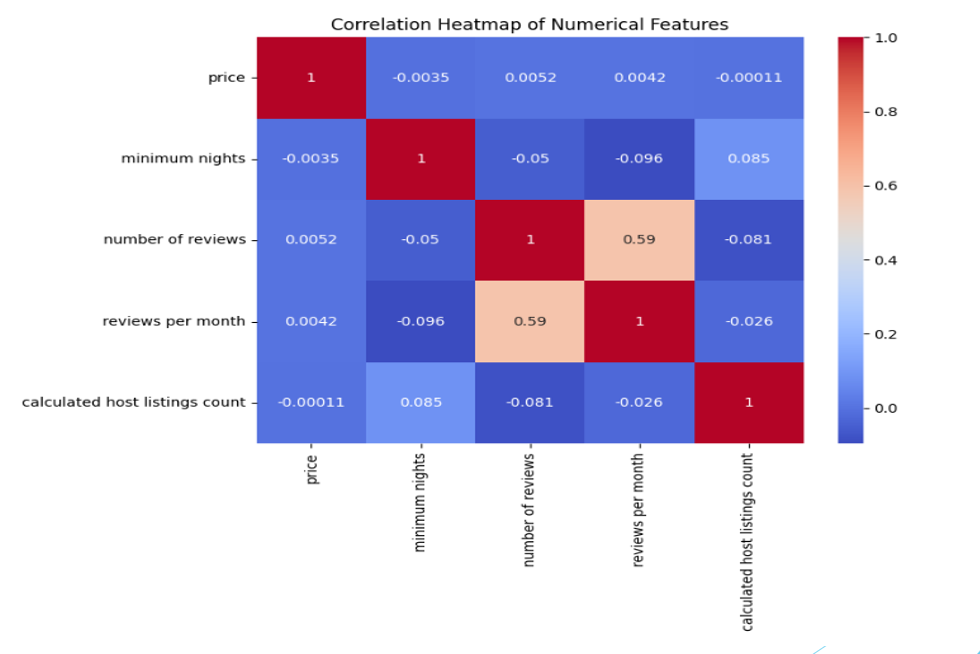 Correlation Heatmap of Numerical Features
price 1 -0.0035 0.0052 0.0042 -0.00011
minimum nights -0.0035 1 -0.05 -0.096 0.085
number of reviews 0.0052 -0.05 1 0.59 -0.081
reviews per month 0.0042 -0.096 0.59 1 -0.026
calculated host listings count -0.00011 0.085 -0.081 -0.026 1
price
minimum nights
number of reviews
reviews per month
calculated host listings count
1.0
0.8
0.6
0.4
0.2
0.0